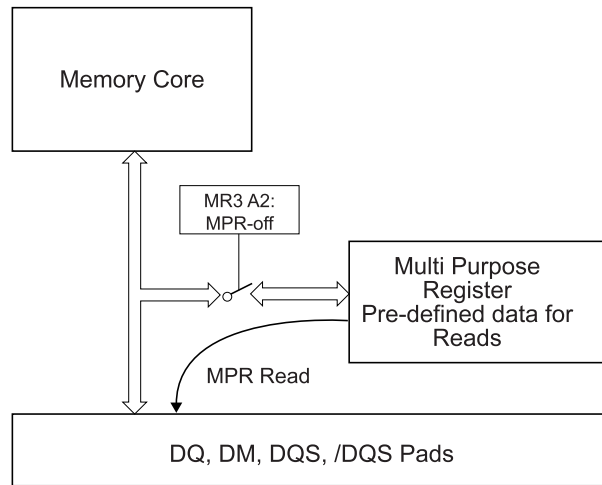 Memory Core
MR3 A2:
MPR-off
Multi Purpose
Register
Pre-defined data for
Reads
MPR Read
DQ, DM, DQS, /DQS Pads